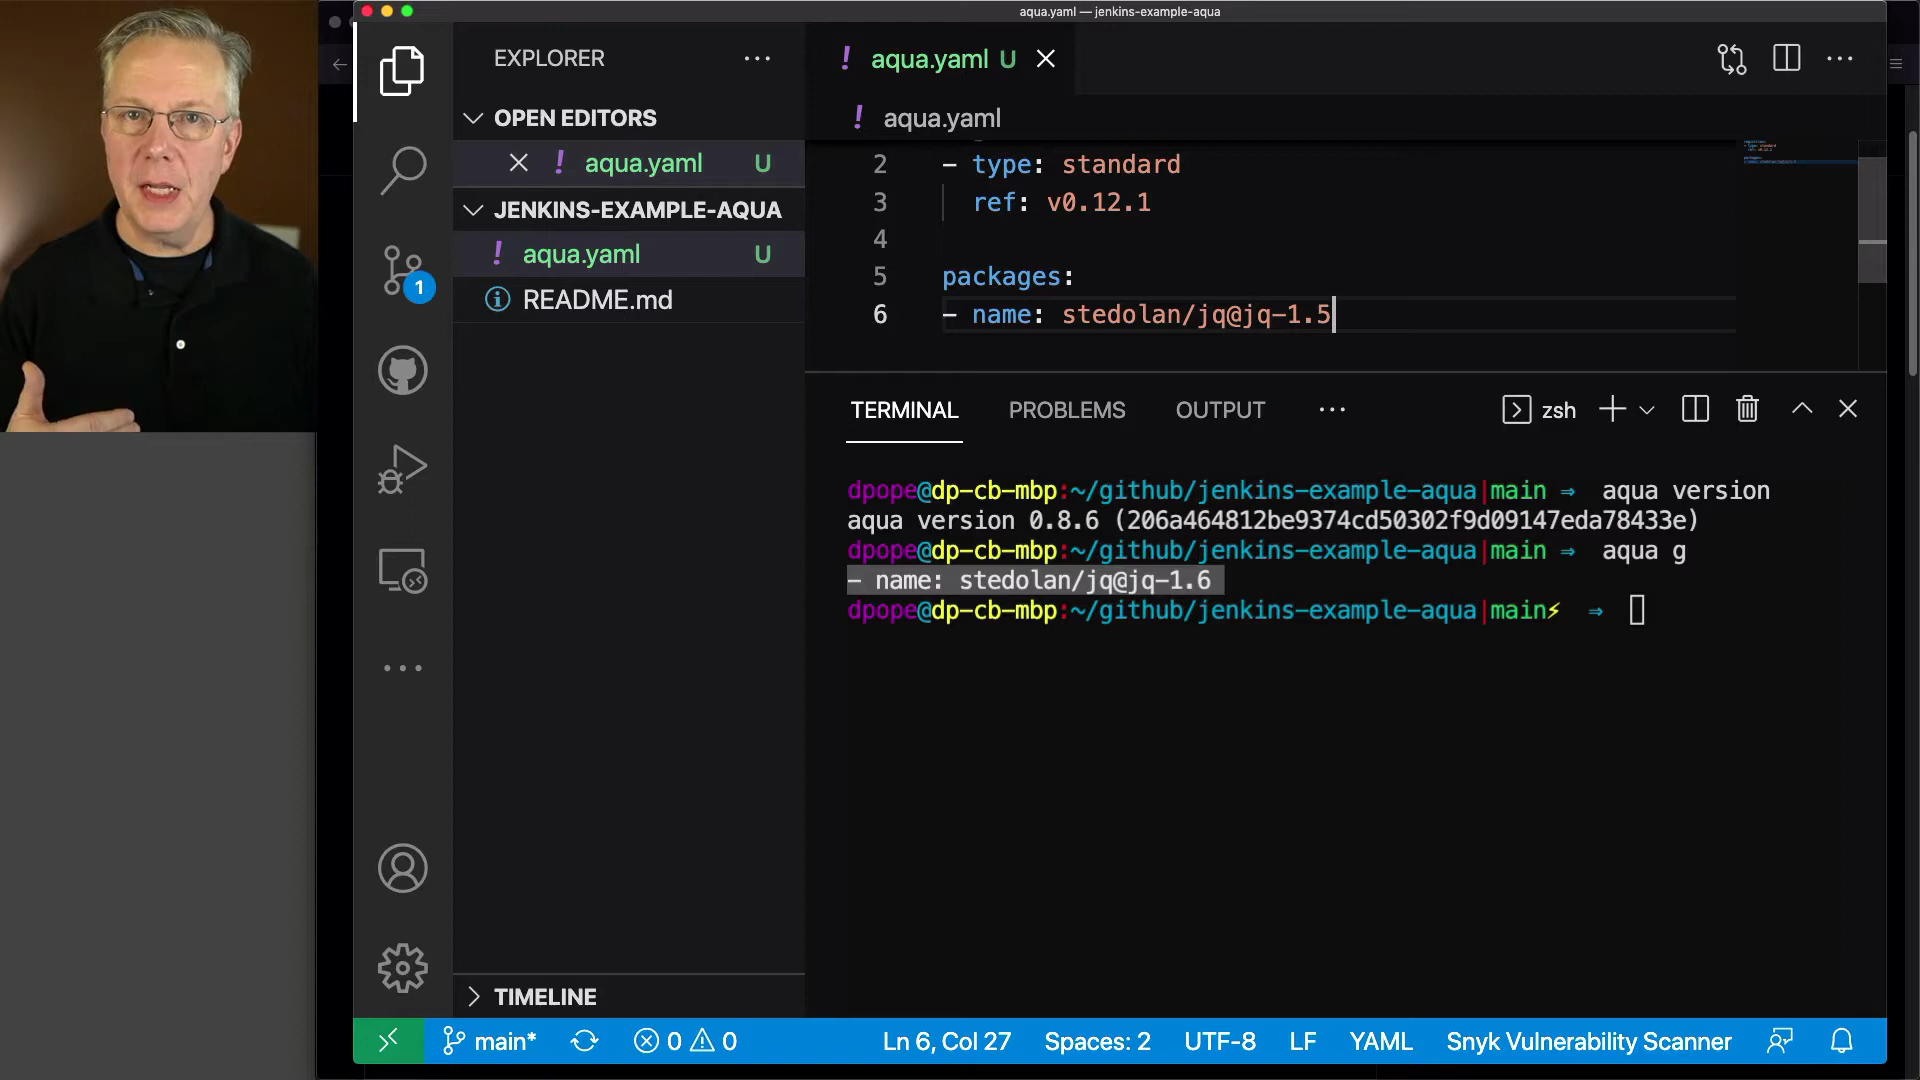 aqua.yaml — jenkins-example-aqua
EXPLORER
OPEN EDITORS
aqua.yaml U
JENKINS-EXAMPLE-AQUA
aqua.yaml U
README.md
1
TIMELINE
aqua.yaml U
aqua.yaml
2 - type: standard
3 ref: v0.12.1
4
5 packages:
6 - name: stedolan/jq@jq-1.5
TERMINAL PROBLEMS OUTPUT zsh
dpope@dp-cb-mbp:~/github/jenkins-example-aqua|main ⇒ aqua version
aqua version 0.8.6 (206a464812be9374cd50302f9d09147eda78433e)
dpope@dp-cb-mbp:~/github/jenkins-example-aqua|main ⇒ aqua g
- name: stedolan/jq@jq-1.6
dpope@dp-cb-mbp:~/github/jenkins-example-aqua|main⚡ ⇒
main* 0 0 Ln 6, Col 27 Spaces: 2 UTF-8 LF YAML Snyk Vulnerability Scanner